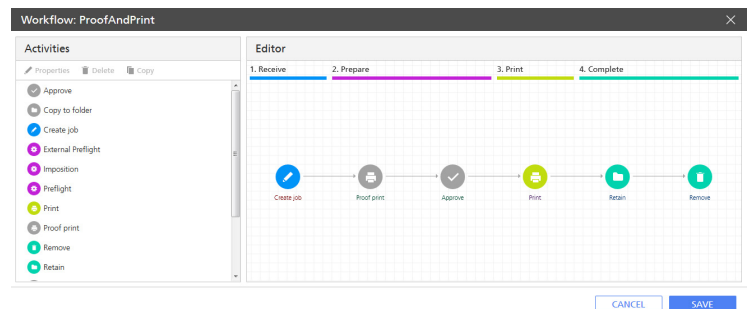 Workflow: ProofAndPrint
Activities
Properties Delete Copy
Approve
Copy to folder
Create job
External Preflight
Imposition
Preflight
Print
Proof print
Remove
Retain
Editor
1. Receive 2. Prepare 3. Print 4. Complete
Create job Proof print Approve Print Retain Remove
CANCEL SAVE